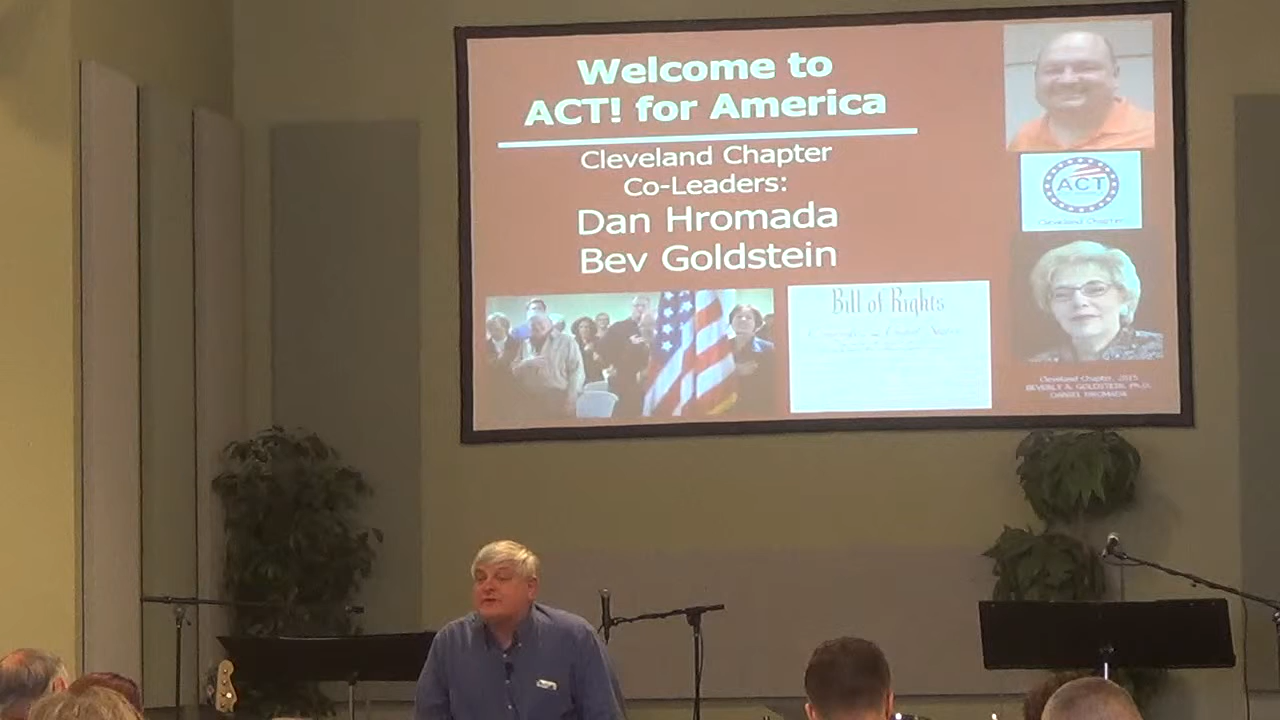 Welcome to
ACT! for America
Cleveland Chapter
Co-Leaders:
Dan Hromada
Bev Goldstein
ACT
Cleveland Chapter
Bill of Rights
Cleveland Chapter, 2015
BEVERLY A. GOLDSTEIN, Ph.D.
DANIEL HROMADA